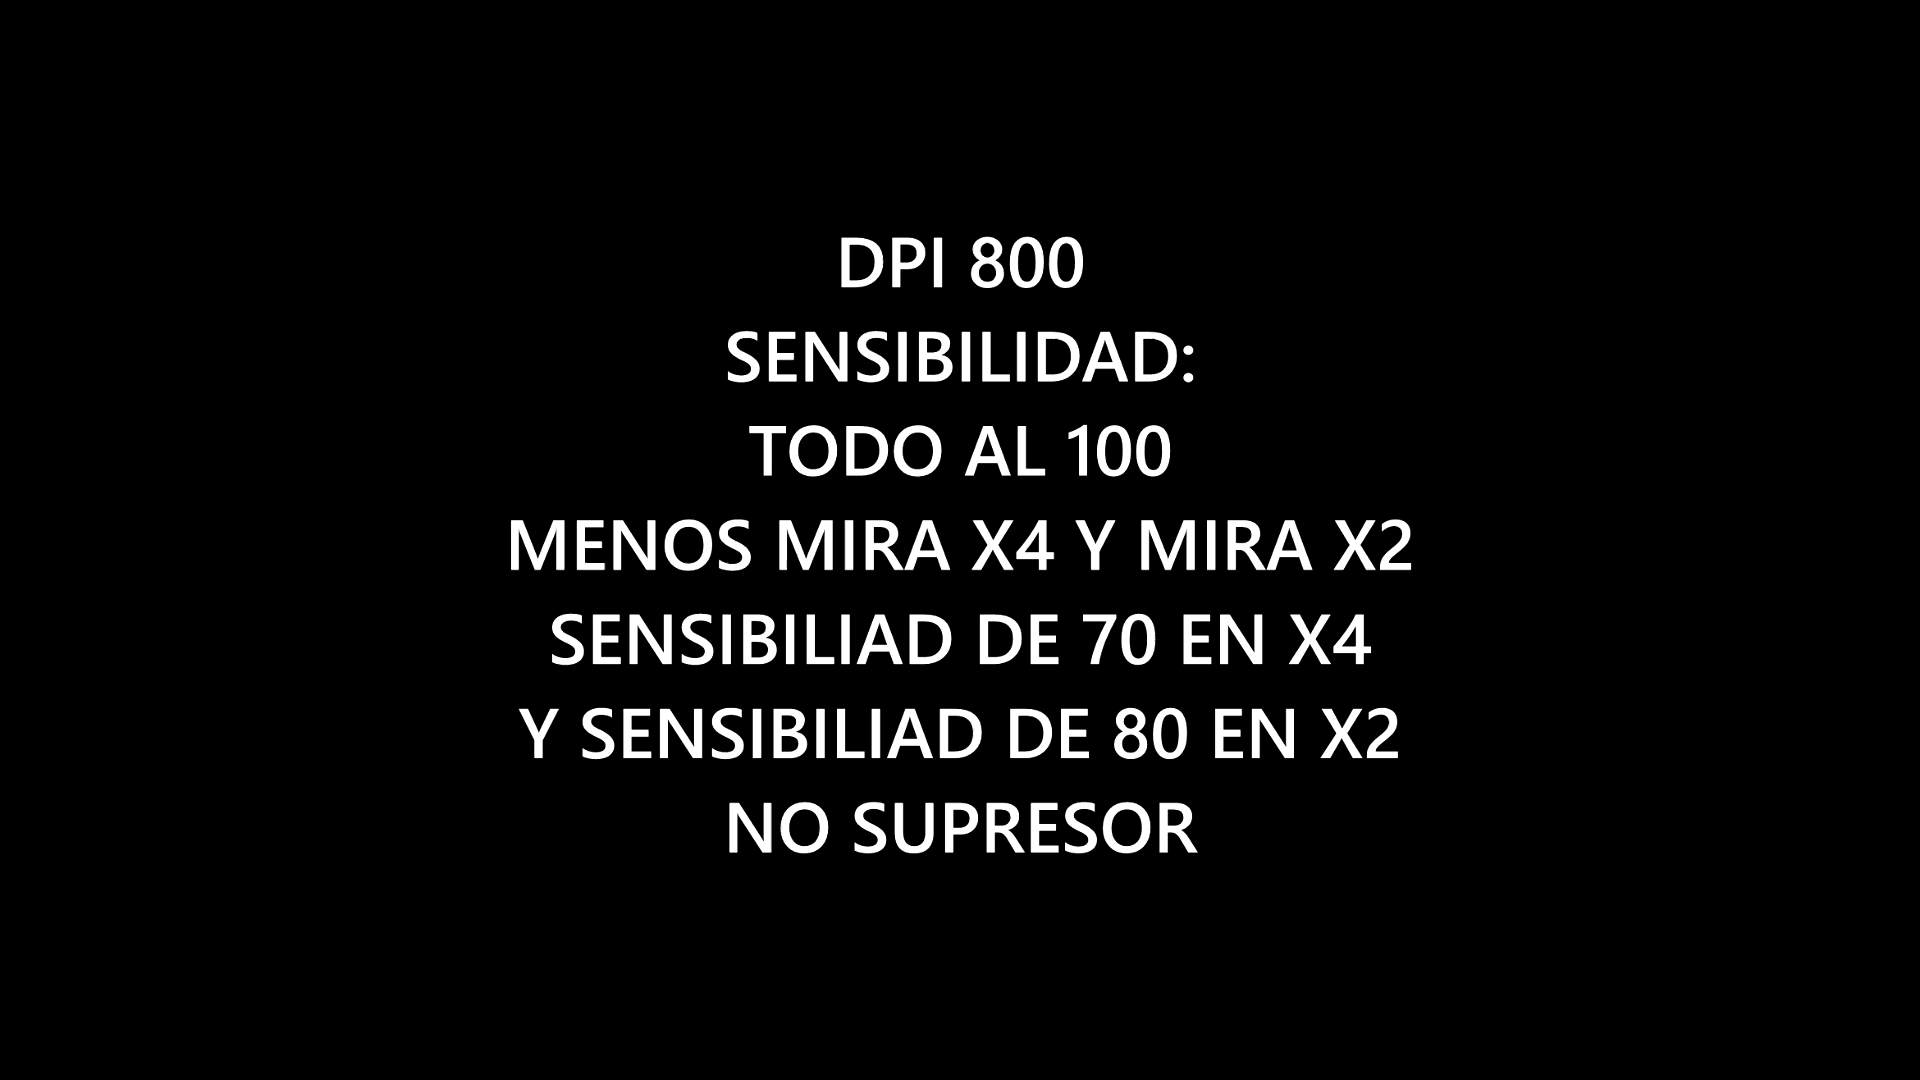 DPI 800
SENSIBILIDAD:
TODO AL 100
MENOS MIRA X4 Y MIRA X2
SENSIBILIAD DE 70 EN X4
Y SENSIBILIAD DE 80 EN X2
NO SUPRESOR